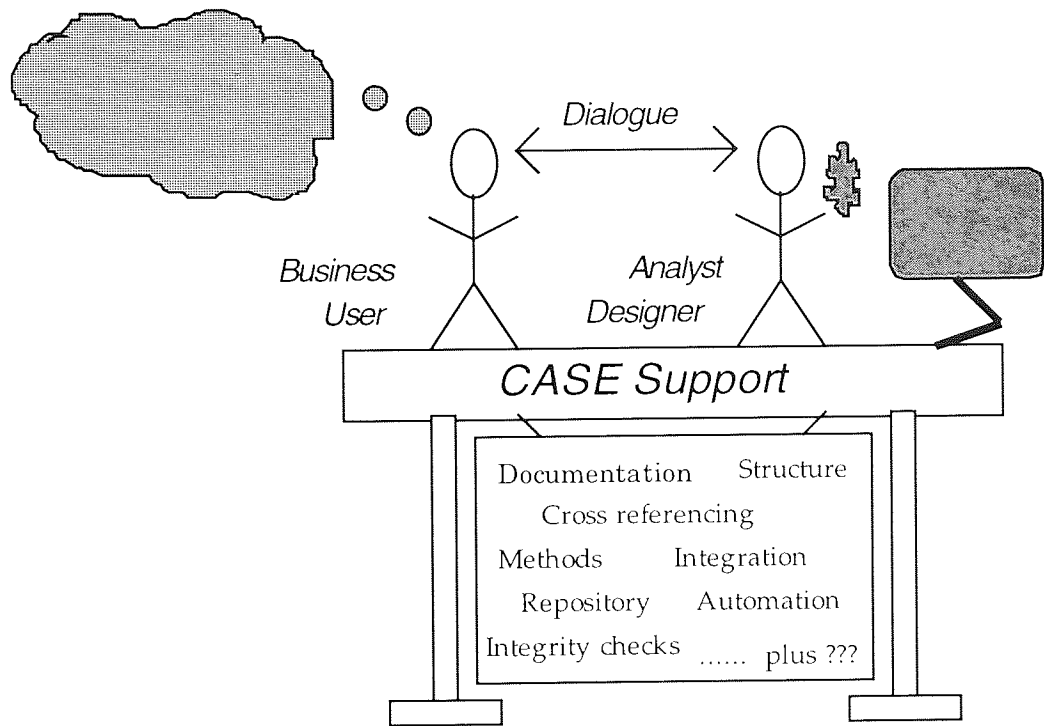 Dialogue
Business
User
Analyst
Designer
CASE Support
Documentation Structure
Cross referencing
Methods Integration
Repository Automation
Integrity checks ...... plus ???